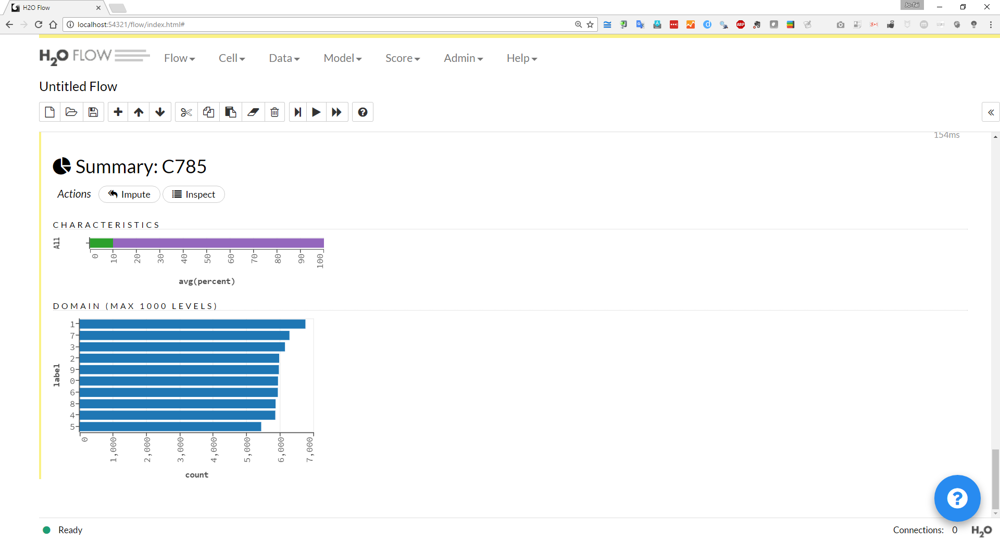 H2O Flow
Jo-fai
localhost:54321/flow/index.html#
ABP
H2O FLOW
Flow Cell Data Model Score Admin Help
Untitled Flow
154ms
Summary: C785
Actions Impute Inspect
CHARACTERISTICS
All
0 10 20 30 40 50 60 70 80 90 100
avg(percent)
DOMAIN (MAX 1000 LEVELS)
label
1
7
3
2
9
0
6
8
4
5
0 1,000 2,000 3,000 4,000 5,000 6,000 7,000
count
Ready
Connections: 0 H2O